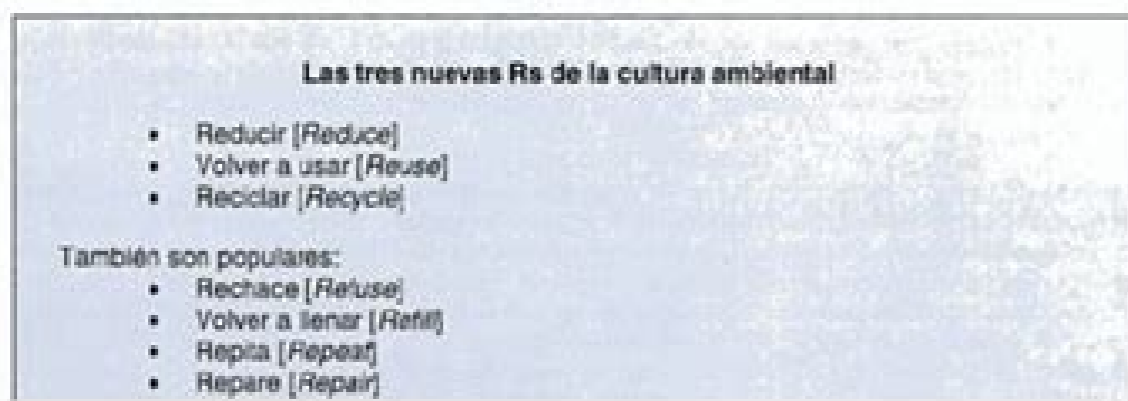 Las tres nuevas Rs de la cultura ambiental
• Reducir [Reduce]
• Volver a usar [Reuse]
• Reciclar [Recycle]
También son populares:
• Rechace [Refuse]
• Volver a llenar [Refill]
• Repita [Repeat]
• Repare [Repair]